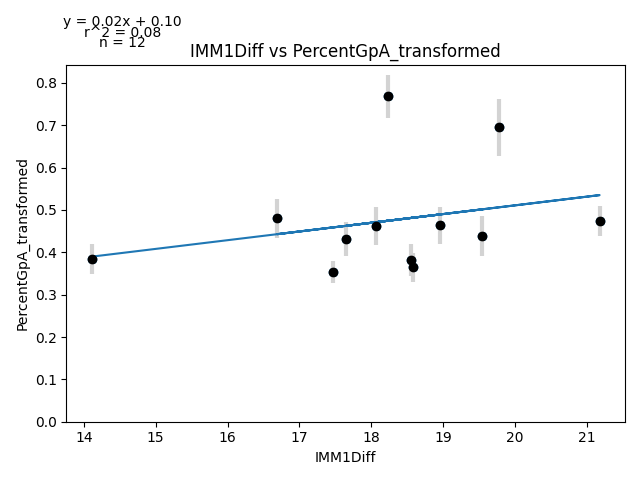 y = 0.02x + 0.10
r^2 = 0.08
n = 12
IMM1Diff vs PercentGpA_transformed
PercentGpA_transformed
0.8
0.7
0.6
0.5
0.4
0.3
0.2
0.1
0.0
14 15 16 17 18 19 20 21
IMM1Diff